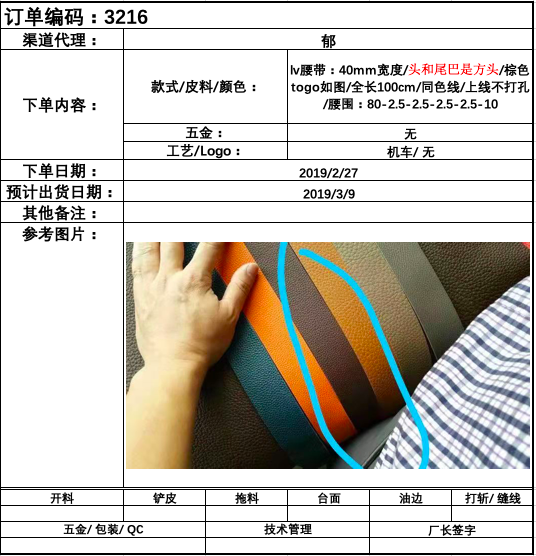 订单编码：3216
渠道代理：
郁
下单内容：
款式/皮料/颜色：
lv腰带：40mm宽度/头和尾巴是方头/棕色
togo如图/全长100cm/同色线/上线不打孔
/腰围：80-2.5-2.5-2.5-2.5-10
五金：
无
工艺/Logo：
机车/ 无
下单日期：
2019/2/27
预计出货日期：
2019/3/9
其他备注：
参考图片：
开料 铲皮 拖料 台面 油边 打斩/ 缝线
五金/ 包装/ QC 技术管理 厂长签字